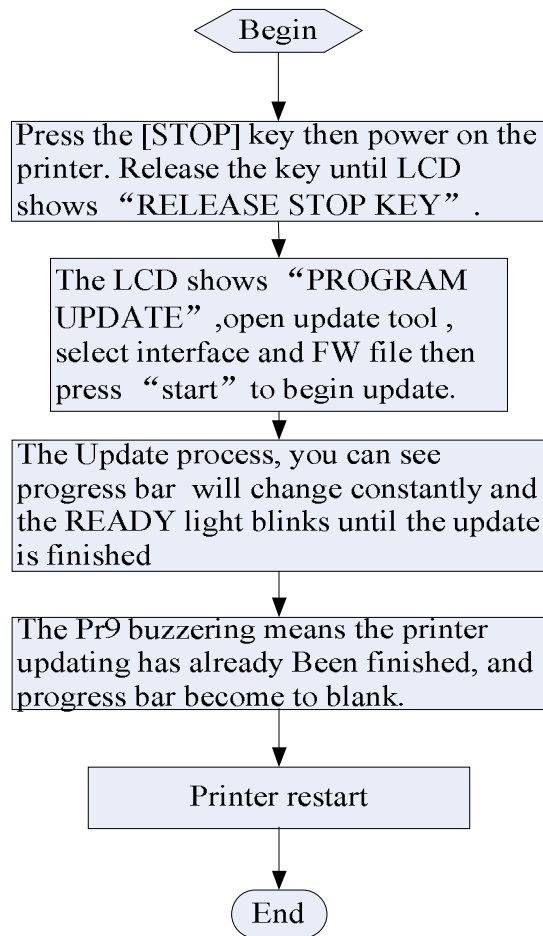 Begin
Press the [STOP] key then power on the
printer. Release the key until LCD
shows “RELEASE STOP KEY” .
The LCD shows “PROGRAM
UPDATE” ,open update tool ,
select interface and FW file then
press “start” to begin update.
The Update process, you can see
progress bar will change constantly and
the READY light blinks until the update
is finished
The Pr9 buzzering means the printer
updating has already Been finished, and
progress bar become to blank.
Printer restart
End